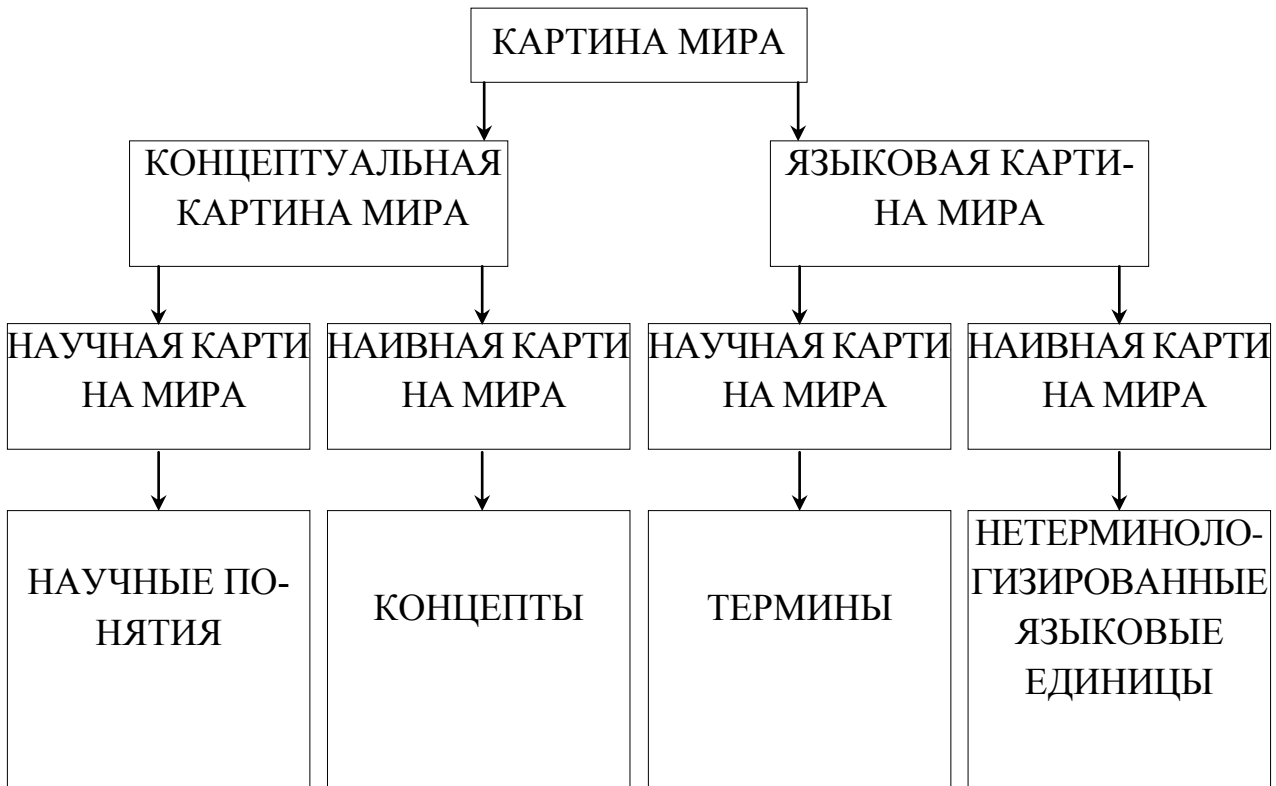 КАРТИНА МИРА
КОНЦЕПТУАЛЬНАЯ
КАРТИНА МИРА
ЯЗЫКОВАЯ КАРТИ-
НА МИРА
НАУЧНАЯ КАРТИ
НА МИРА
НАИВНАЯ КАРТИ
НА МИРА
НАУЧНАЯ КАРТИ
НА МИРА
НАИВНАЯ КАРТИ
НА МИРА
НАУЧНЫЕ ПО-
НЯТИЯ
КОНЦЕПТЫ
ТЕРМИНЫ
НЕТЕРМИНОЛО-
ГИЗИРОВАННЫЕ
ЯЗЫКОВЫЕ
ЕДИНИЦЫ